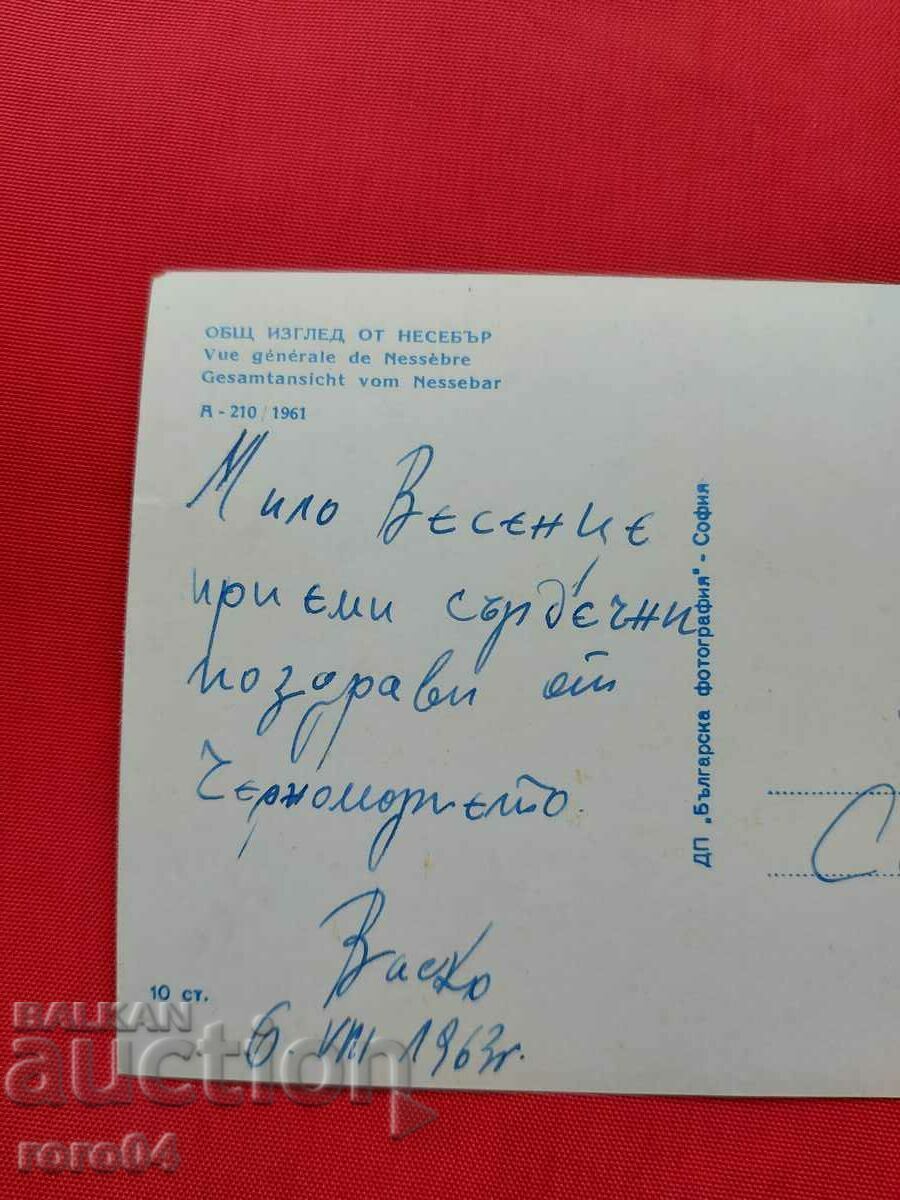 ОБЩ ИЗГЛЕД ОТ НЕСЕБЪР
Vue générale de Nessèbre
Gesamtansicht vom Nessebar
А - 210 / 1961
Мило Весенце
приеми сърдечни
поздрави от
Черноморието.
Васко
6. VIII 1963г.
10 ст.
ДП „Българска фотография" - София
BALKAN
auction
roro04